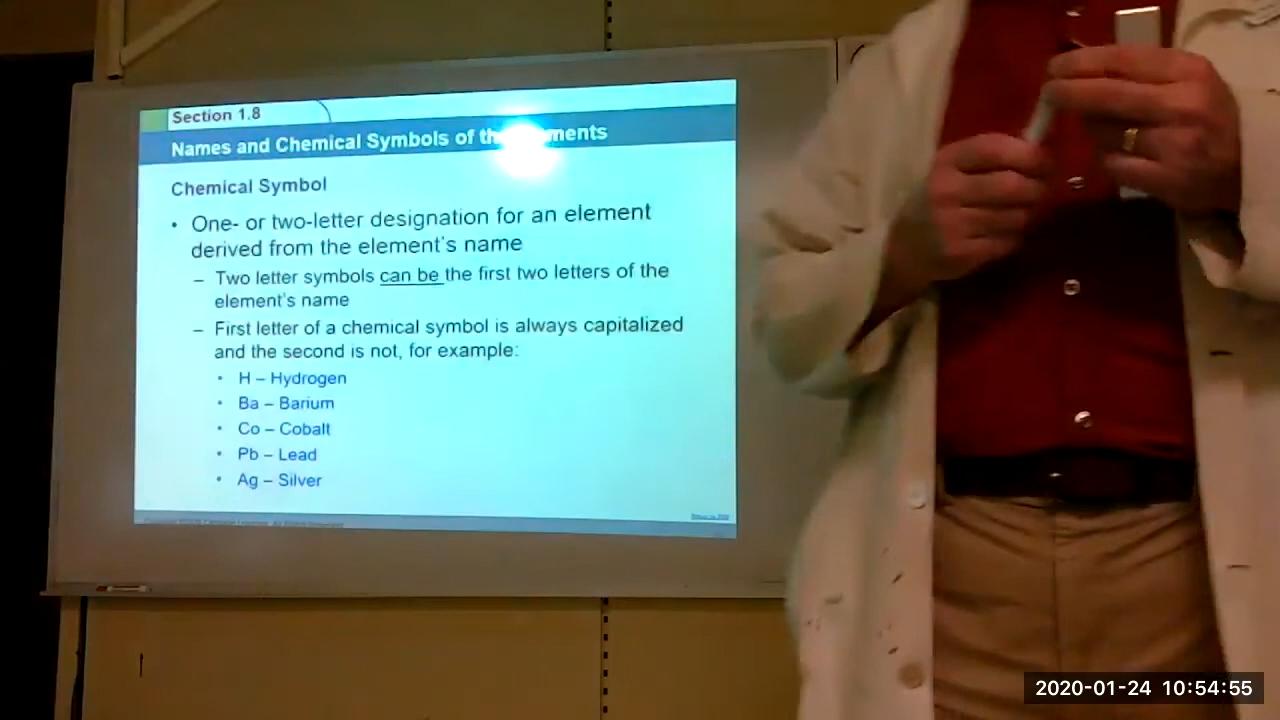 Section 1.8
Names and Chemical Symbols of the Elements
Chemical Symbol
• One- or two-letter designation for an element
derived from the element's name
– Two letter symbols can be the first two letters of the
element's name
– First letter of a chemical symbol is always capitalized
and the second is not, for example:
• H – Hydrogen
• Ba – Barium
• Co – Cobalt
• Pb – Lead
• Ag – Silver
2020-01-24 10:54:55